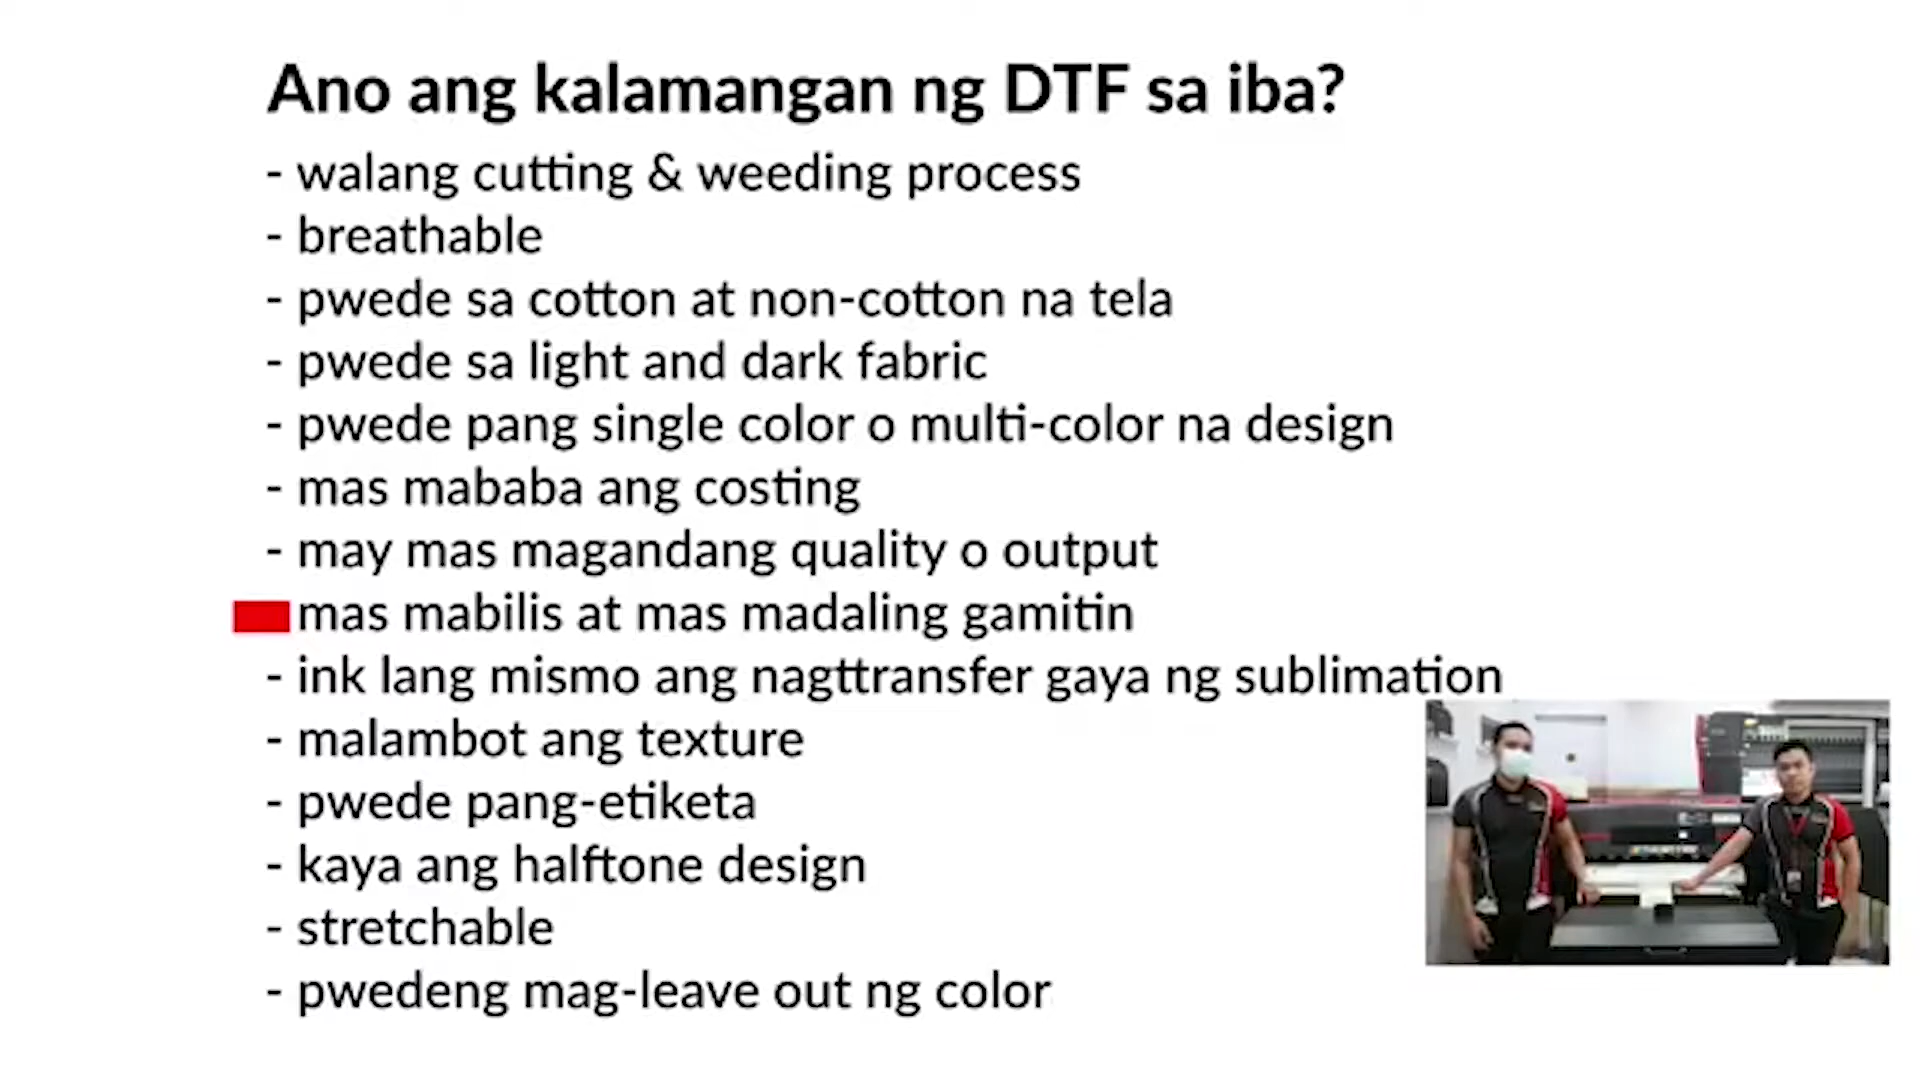 Ano ang kalamangan ng DTF sa iba?
- walang cutting & weeding process
- breathable
- pwede sa cotton at non-cotton na tela
- pwede sa light and dark fabric
- pwede pang single color o multi-color na design
- mas mababa ang costing
- may mas magandang quality o output
mas mabilis at mas madaling gamitin
- ink lang mismo ang nagttransfer gaya ng sublimation
- malambot ang texture
- pwede pang-etiketa
- kaya ang halftone design
- stretchable
- pwedeng mag-leave out ng color